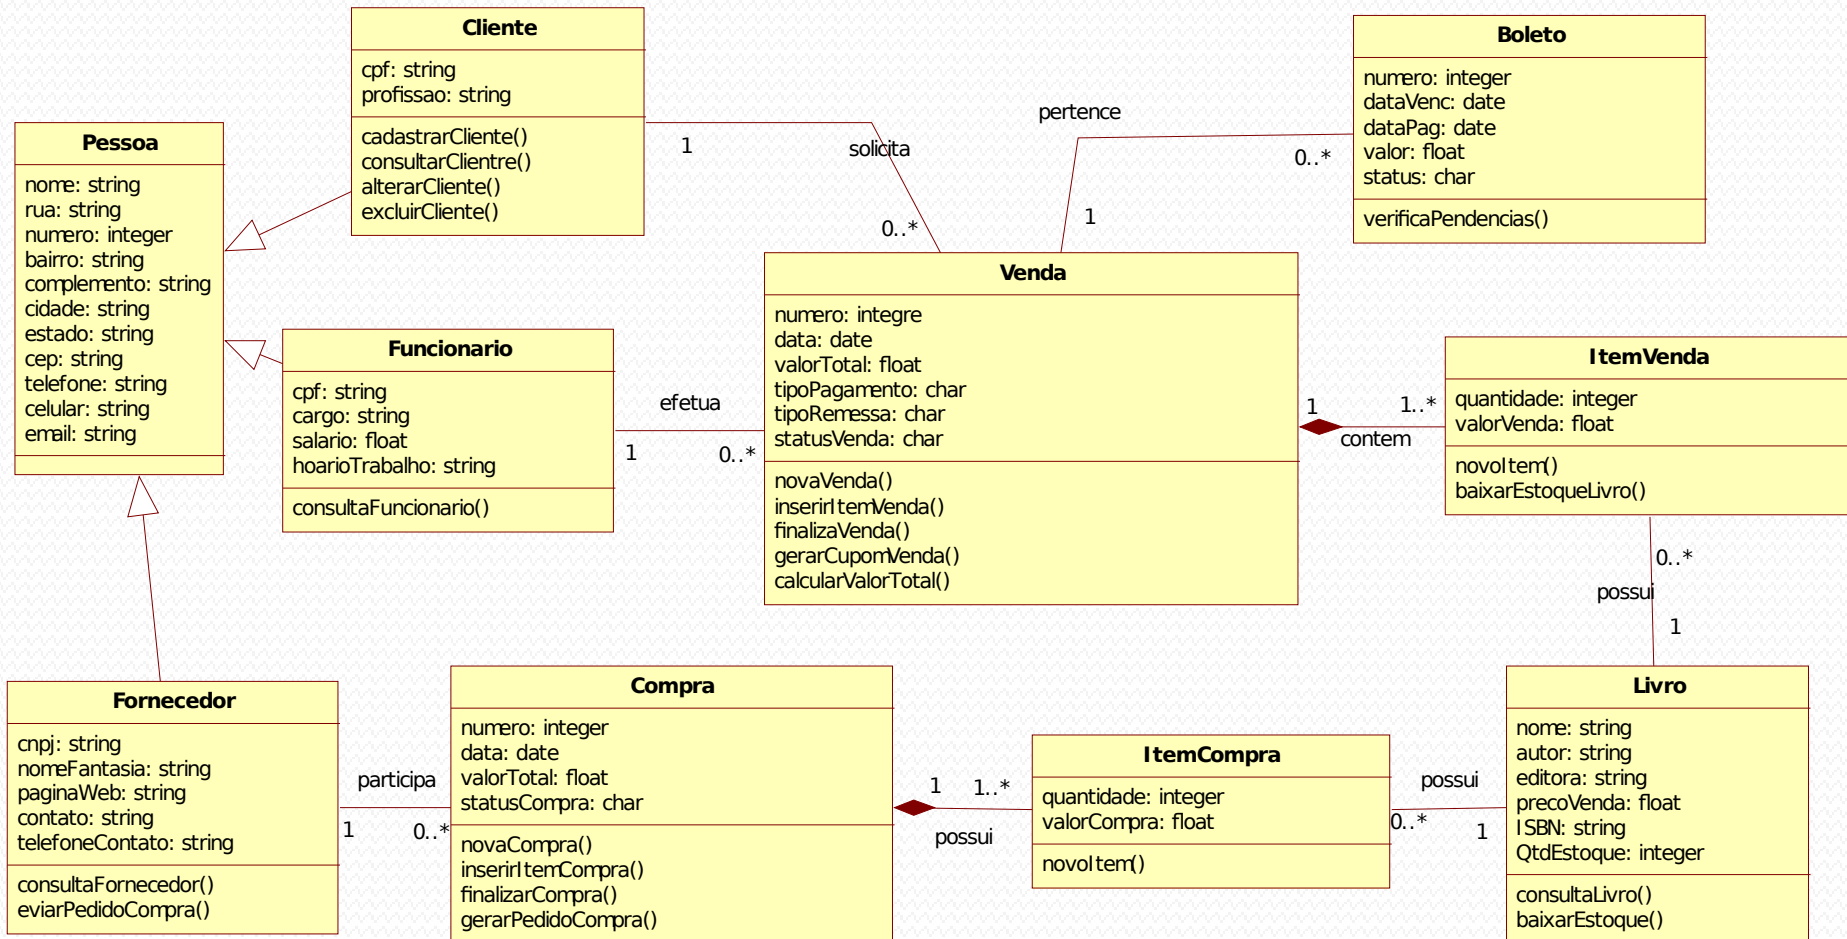 Cliente
cpf: string
profissao: string
cadastrarCliente()
consultarClientre()
alterarCliente()
excluirCliente()
Boleto
numero: integer
dataVenc: date
dataPag: date
valor: float
status: char
verificaPendencias()
Pessoa
nome: string
rua: string
numero: integer
bairro: string
complemento: string
cidade: string
estado: string
cep: string
telefone: string
celular: string
email: string
1
solicita
0..*
pertence
0..*
1
Venda
numero: integre
data: date
valorTotal: float
tipoPagamento: char
tipoRemessa: char
statusVenda: char
novaVenda()
inserirItemVenda()
finalizaVenda()
gerarCupomVenda()
calcularValorTotal()
Funcionario
cpf: string
cargo: string
salario: float
hoarioTrabalho: string
consultaFuncionario()
efetua
1
0..*
ItemVenda
quantidade: integer
valorVenda: float
novoItem()
baixarEstoqueLivro()
1
1..*
contem
0..*
possui
1
Fornecedor
cnpj: string
nomeFantasia: string
paginaWeb: string
contato: string
telefoneContato: string
consultaFornecedor()
eviarPedidoCompra()
participa
1
0..*
Compra
numero: integer
data: date
valorTotal: float
statusCompra: char
novaCompra()
inserirItemCompra()
finalizarCompra()
gerarPedidoCompra()
1
1..*
possui
ItemCompra
quantidade: integer
valorCompra: float
novoItem()
possui
0..*
1
Livro
nome: string
autor: string
editora: string
precoVenda: float
ISBN: string
QtdEstoque: integer
consultaLivro()
baixarEstoque()